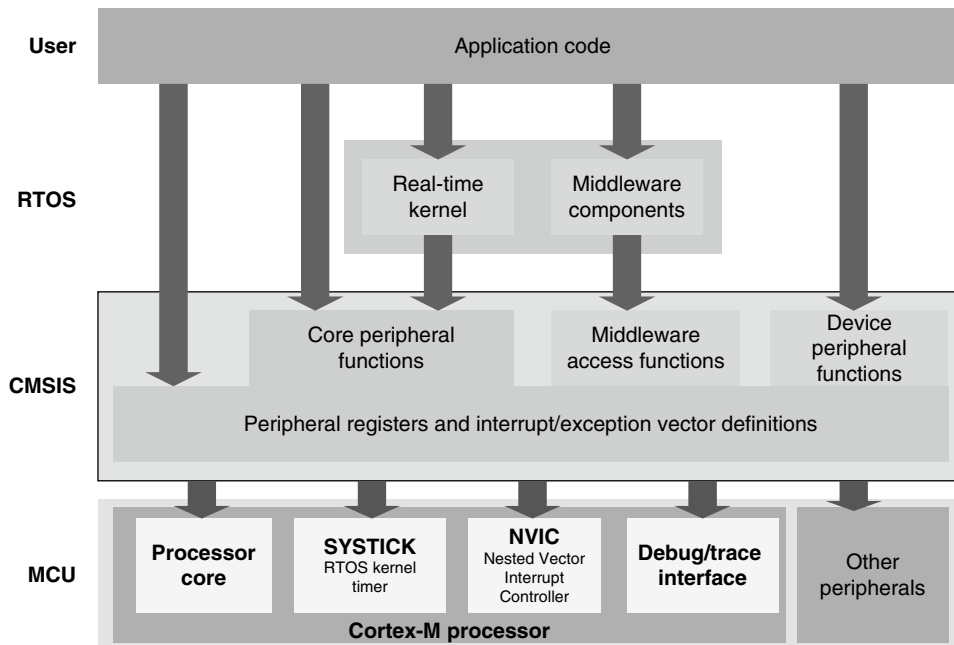 User
Application code
RTOS
Real-time
kernel
Middleware
components
CMSIS
Core peripheral
functions
Middleware
access functions
Device
peripheral
functions
Peripheral registers and interrupt/exception vector definitions
MCU
Processor
core
SYSTICK
RTOS kernel
timer
NVIC
Nested Vector
Interrupt
Controller
Debug/trace
interface
Other
peripherals
Cortex-M processor